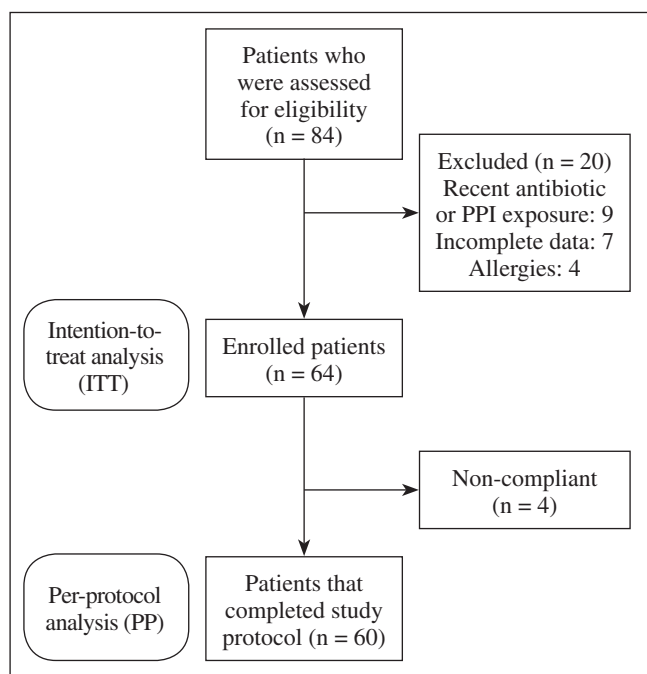 Patients who
were assessed
for eligibility
(n = 84)
Excluded (n = 20)
Recent antibiotic
or PPI exposure: 9
Incomplete data: 7
Allergies: 4
Intention-to-
treat analysis
(ITT)
Enrolled patients
(n = 64)
Non-compliant
(n = 4)
Per-protocol
analysis (PP)
Patients that
completed study
protocol (n = 60)